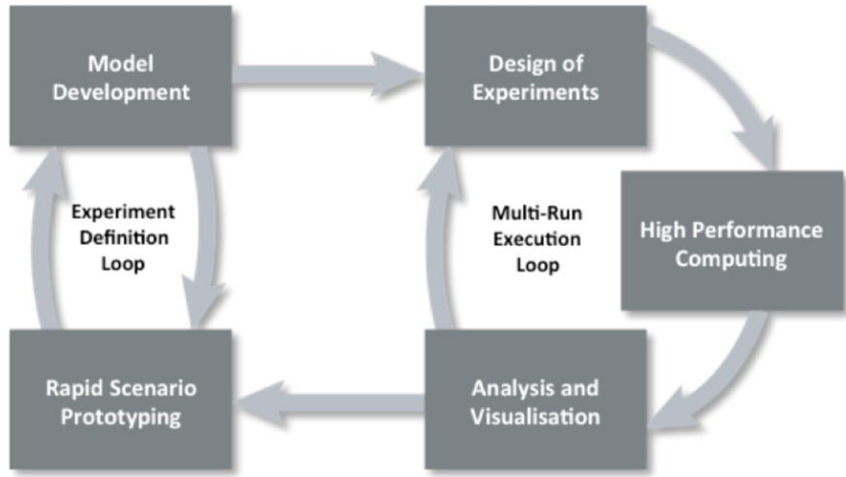 Model
Development
Design of
Experiments
Experiment
Definition
Loop
Multi-Run
Execution
Loop
High Performance
Computing
Rapid Scenario
Prototyping
Analysis and
Visualisation